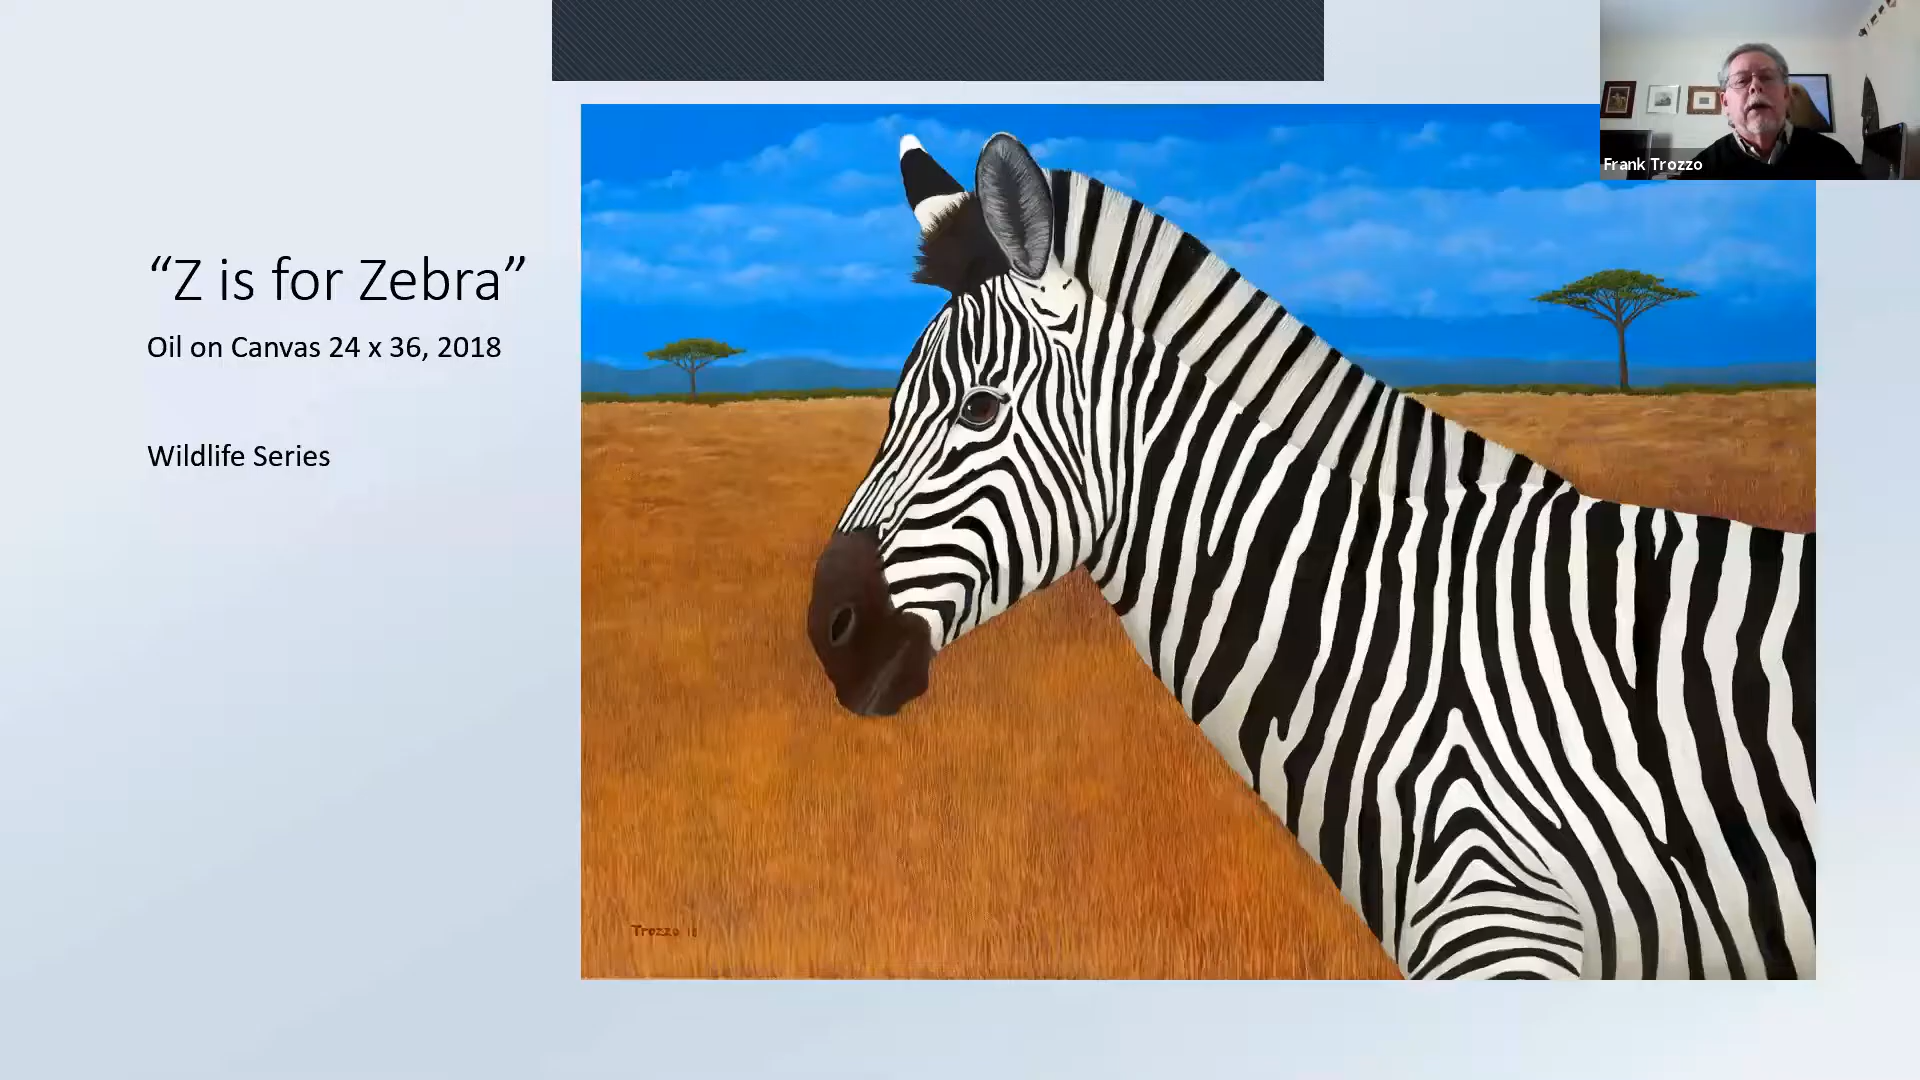 “Z is for Zebra”
Oil on Canvas 24 x 36, 2018
Wildlife Series
Frank Trozzo
Trozzo 18